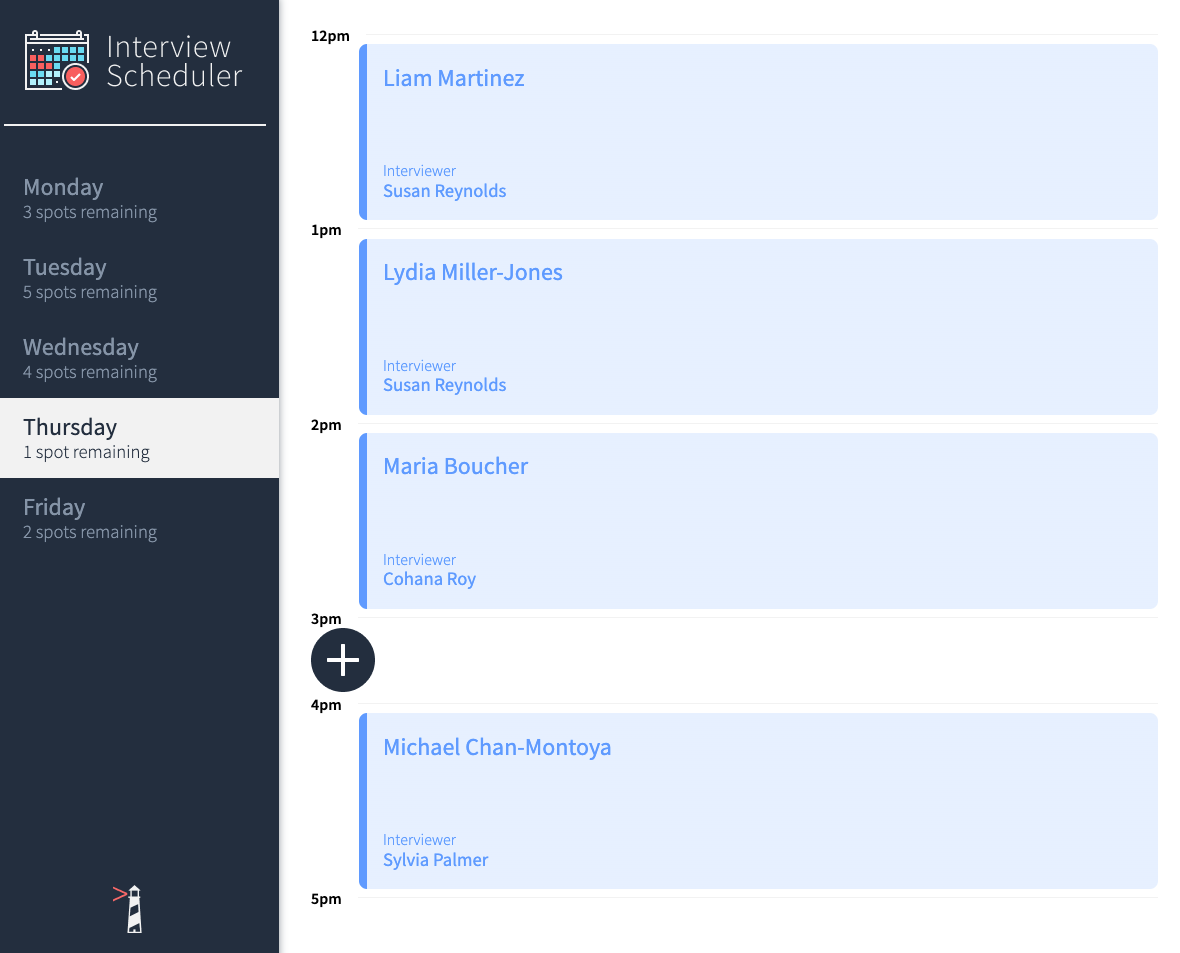 Interview
Scheduler
Monday
3 spots remaining
Tuesday
5 spots remaining
Wednesday
4 spots remaining
Thursday
1 spot remaining
Friday
2 spots remaining
12pm
Liam Martinez
Interviewer
Susan Reynolds
1pm
Lydia Miller-Jones
Interviewer
Susan Reynolds
2pm
Maria Boucher
Interviewer
Cohana Roy
3pm
4pm
Michael Chan-Montoya
Interviewer
Sylvia Palmer
5pm